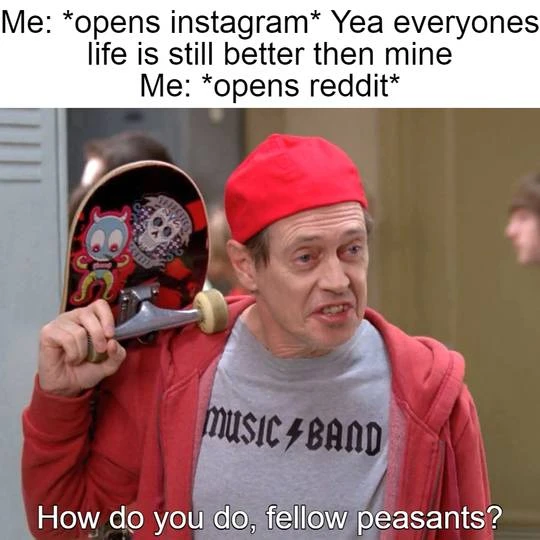 Me: *opens instagram* Yea everyones
life is still better then mine
Me: *opens reddit*
MUSIC BAND
How do you do, fellow peasants?